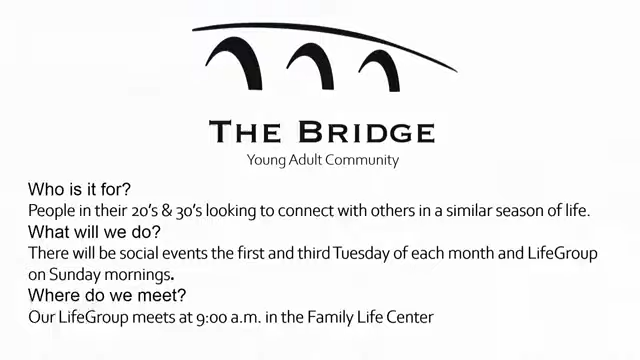 THE BRIDGE
Young Adult Community
Who is it for?
People in their 20's & 30's looking to connect with others in a similar season of life.
What will we do?
There will be social events the first and third Tuesday of each month and LifeGroup
on Sunday mornings.
Where do we meet?
Our LifeGroup meets at 9:00 a.m. in the Family Life Center